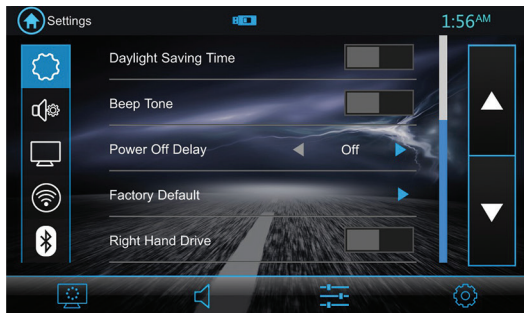 Settings
1:56AM
Daylight Saving Time
Beep Tone
Power Off Delay
Off
Factory Default
Right Hand Drive